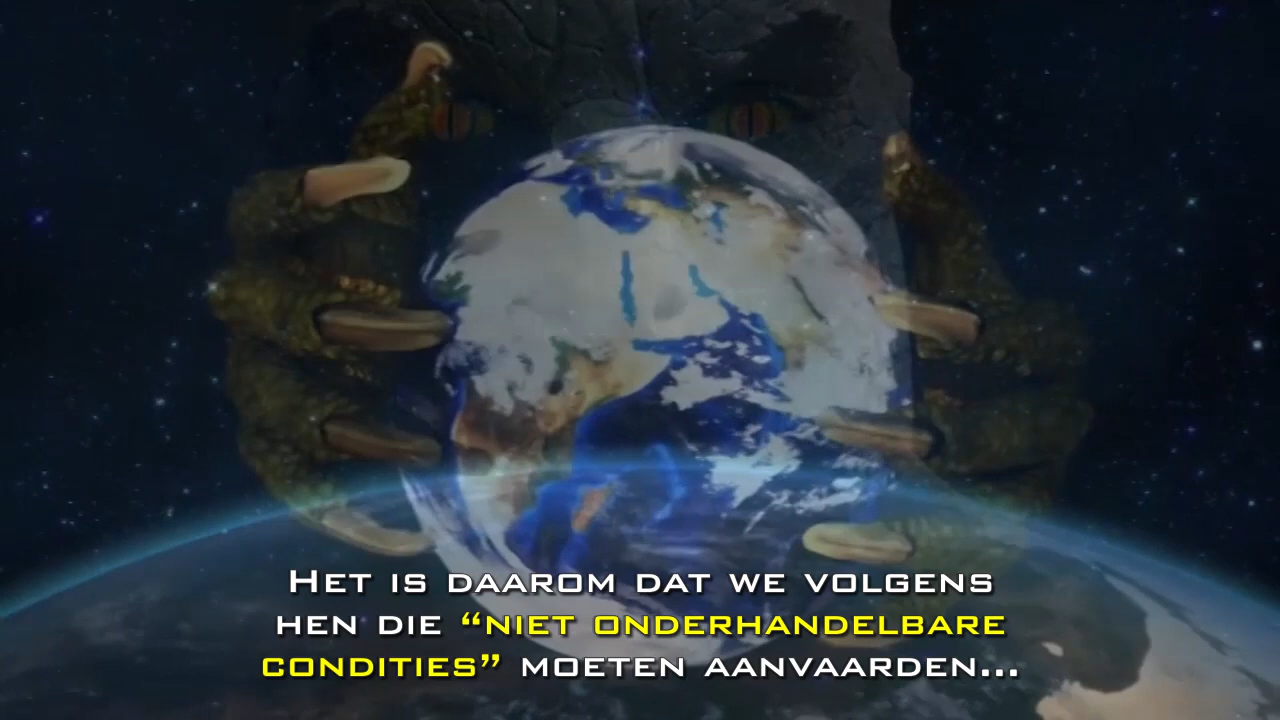 Het is daarom dat we volgens
hen die “niet onderhandelbare
condities” moeten aanvaarden...